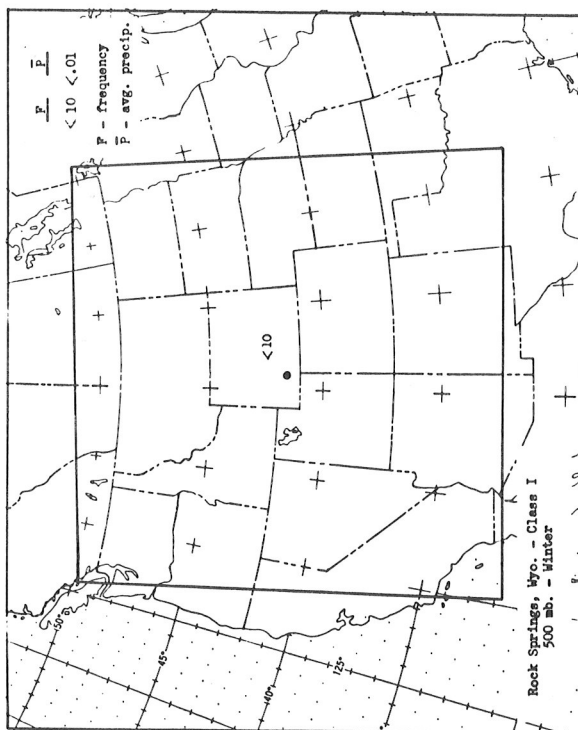 F P̅
<10 <.01
F - frequency
P̅ - avg. precip.
<10
50°
45°
40°
125°
Rock Springs, Wyo. - Class I
500 mb. - Winter